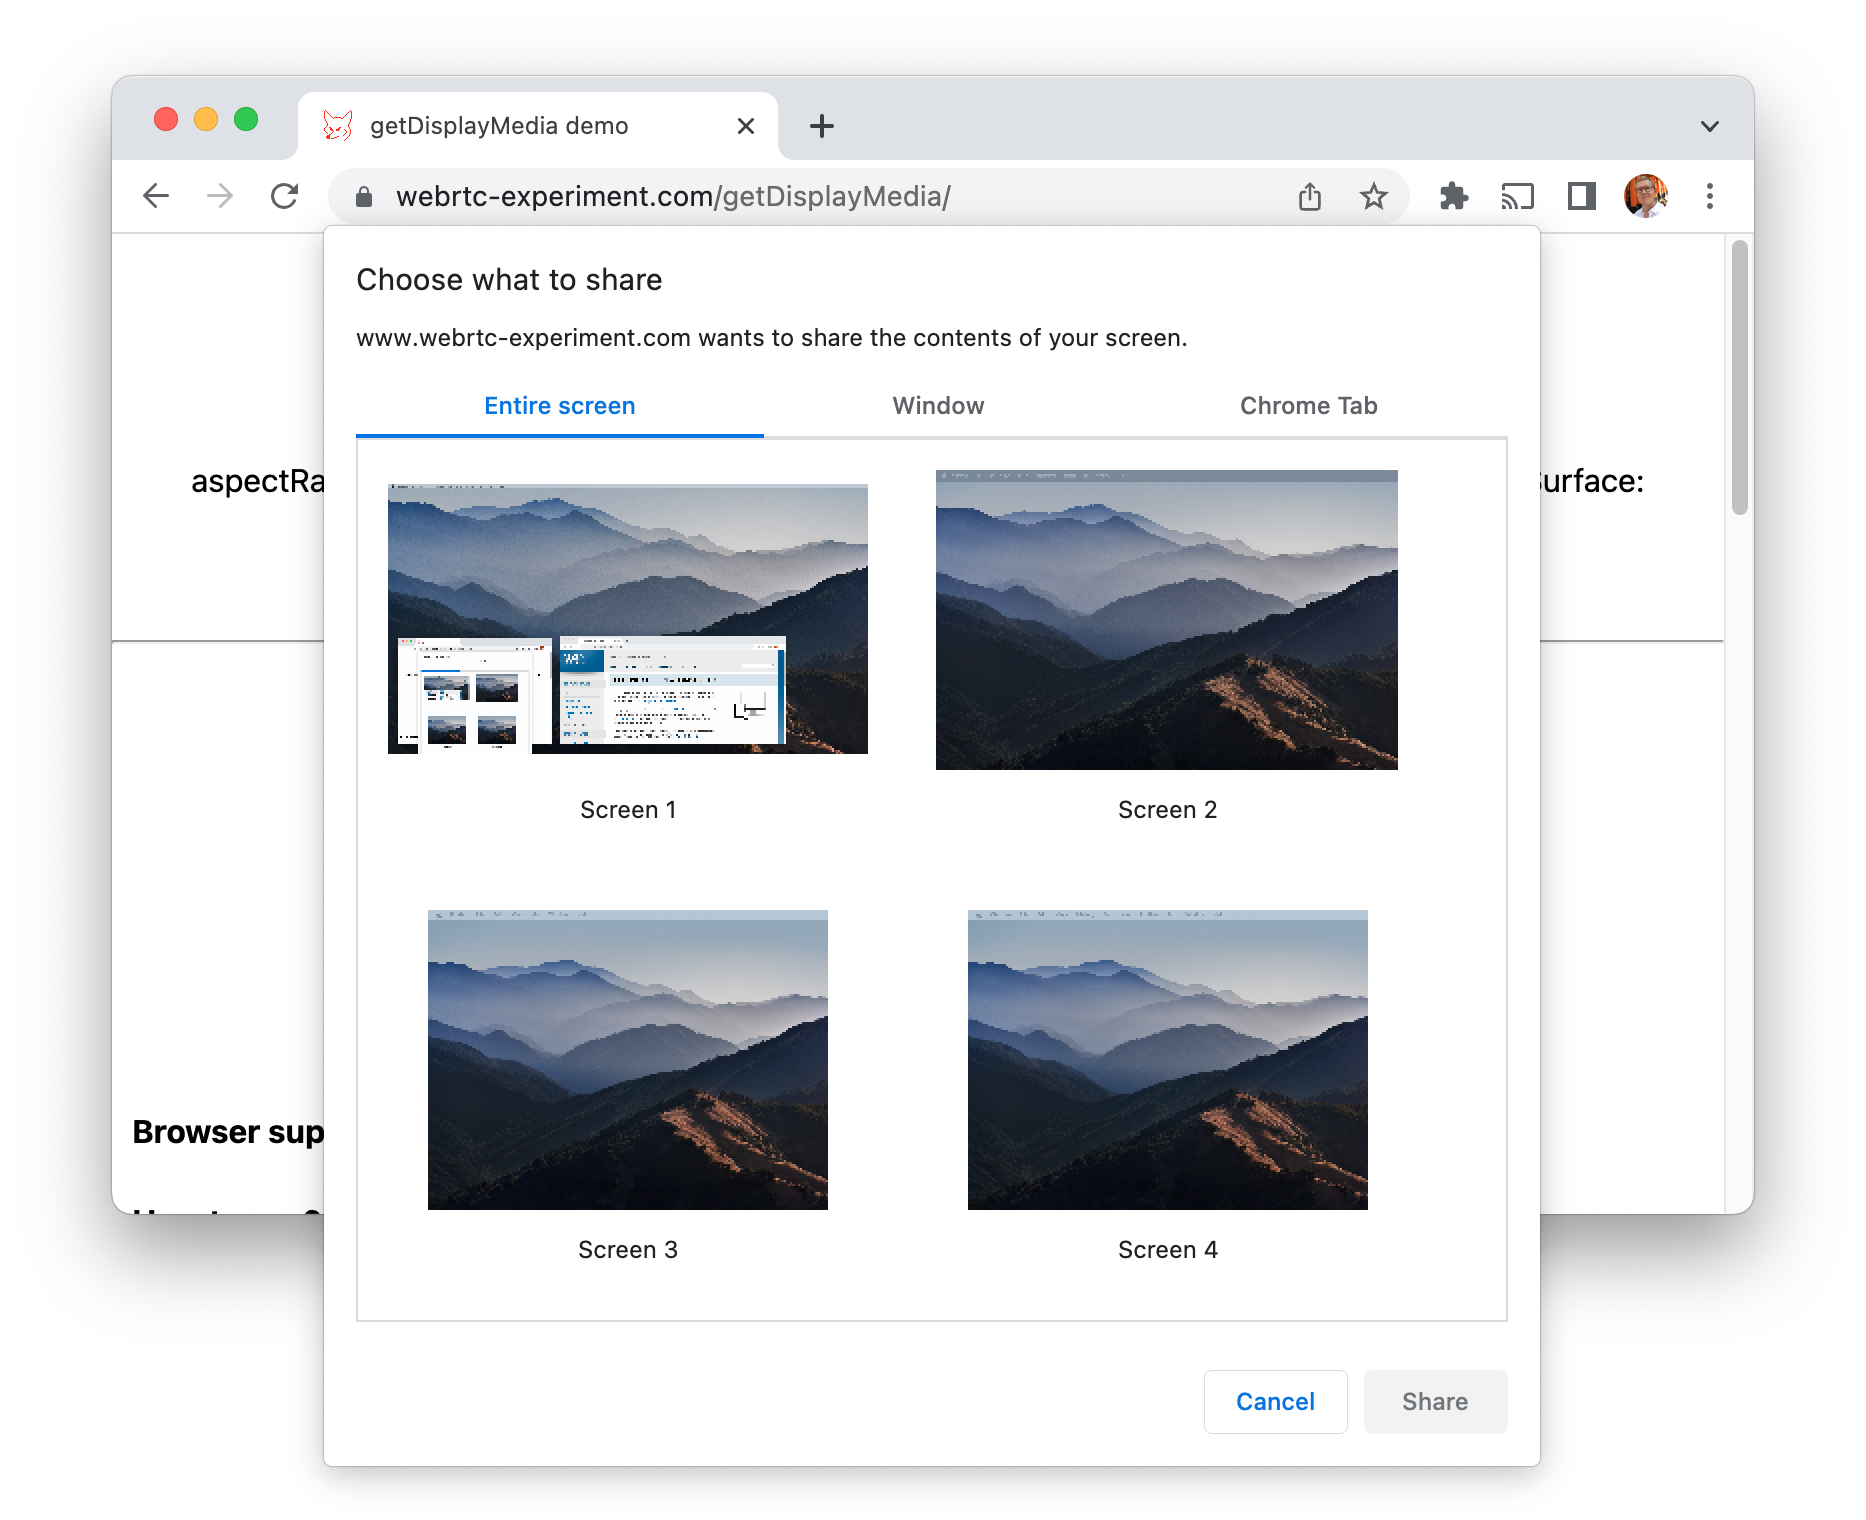 getDisplayMedia demo
webrtc-experiment.com/getDisplayMedia/
Choose what to share
www.webrtc-experiment.com wants to share the contents of your screen.
Entire screen Window Chrome Tab
aspectRa
urface:
Screen 1 Screen 2
Browser sup
Screen 3 Screen 4
Cancel Share